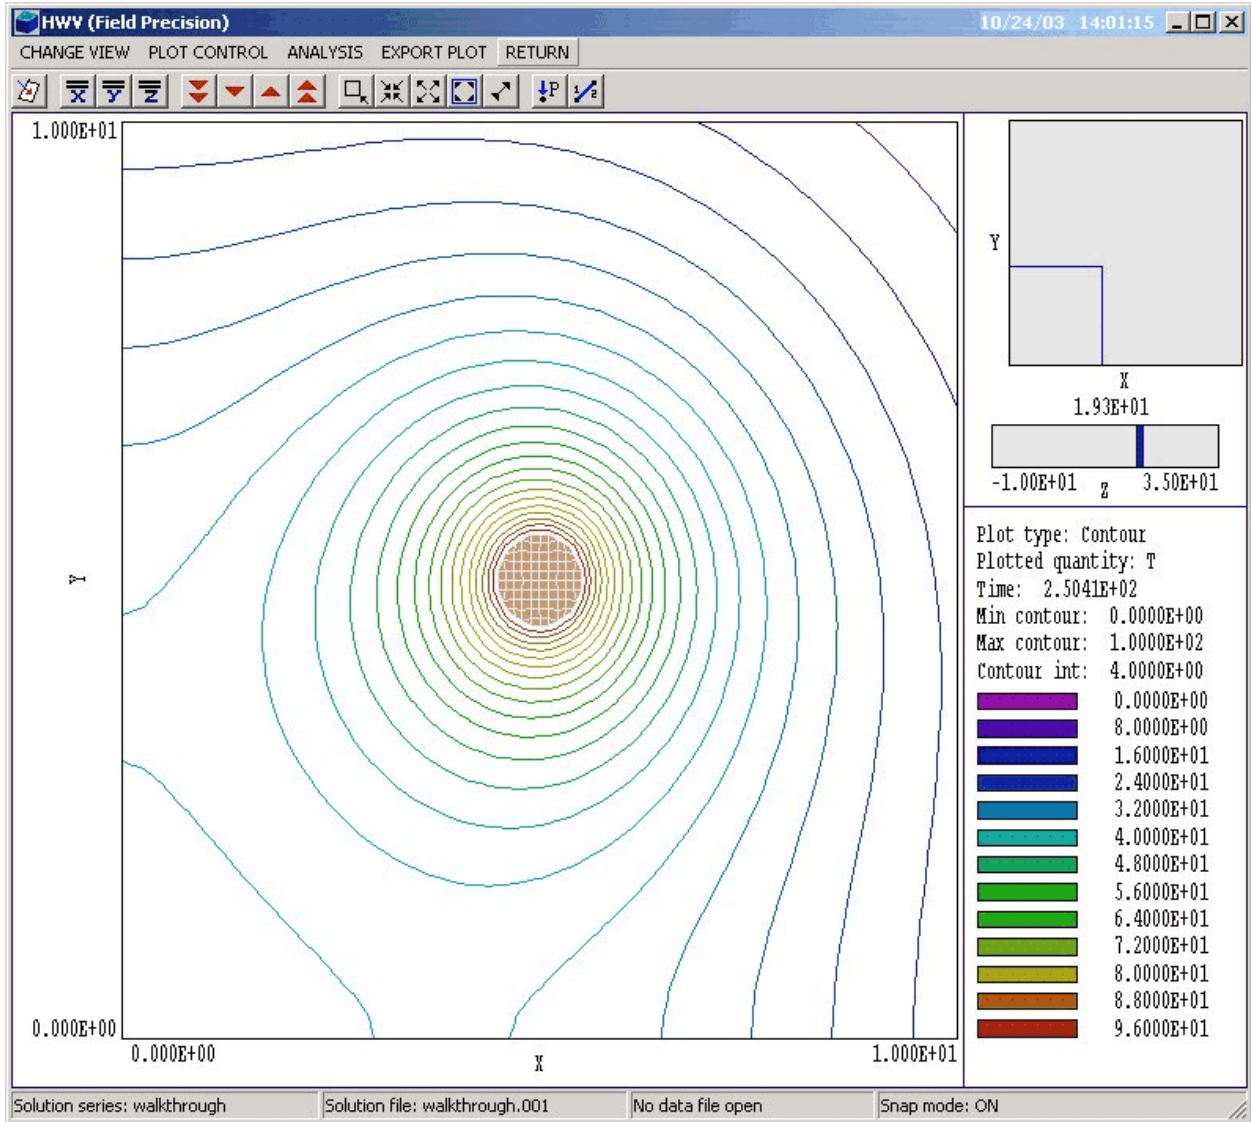 HWV (Field Precision) 10/24/03 14:01:15
CHANGE VIEW PLOT CONTROL ANALYSIS EXPORT PLOT RETURN
X Y Z P 1/2
1.000E+01
Y
0.000E+00
0.000E+00 X 1.000E+01
Y
X
1.93E+01
-1.00E+01 Z 3.50E+01
Plot type: Contour
Plotted quantity: T
Time: 2.5041E+02
Min contour: 0.0000E+00
Max contour: 1.0000E+02
Contour int: 4.0000E+00
0.0000E+00
8.0000E+00
1.6000E+01
2.4000E+01
3.2000E+01
4.0000E+01
4.8000E+01
5.6000E+01
6.4000E+01
7.2000E+01
8.0000E+01
8.8000E+01
9.6000E+01
Solution series: walkthrough Solution file: walkthrough.001 No data file open Snap mode: ON